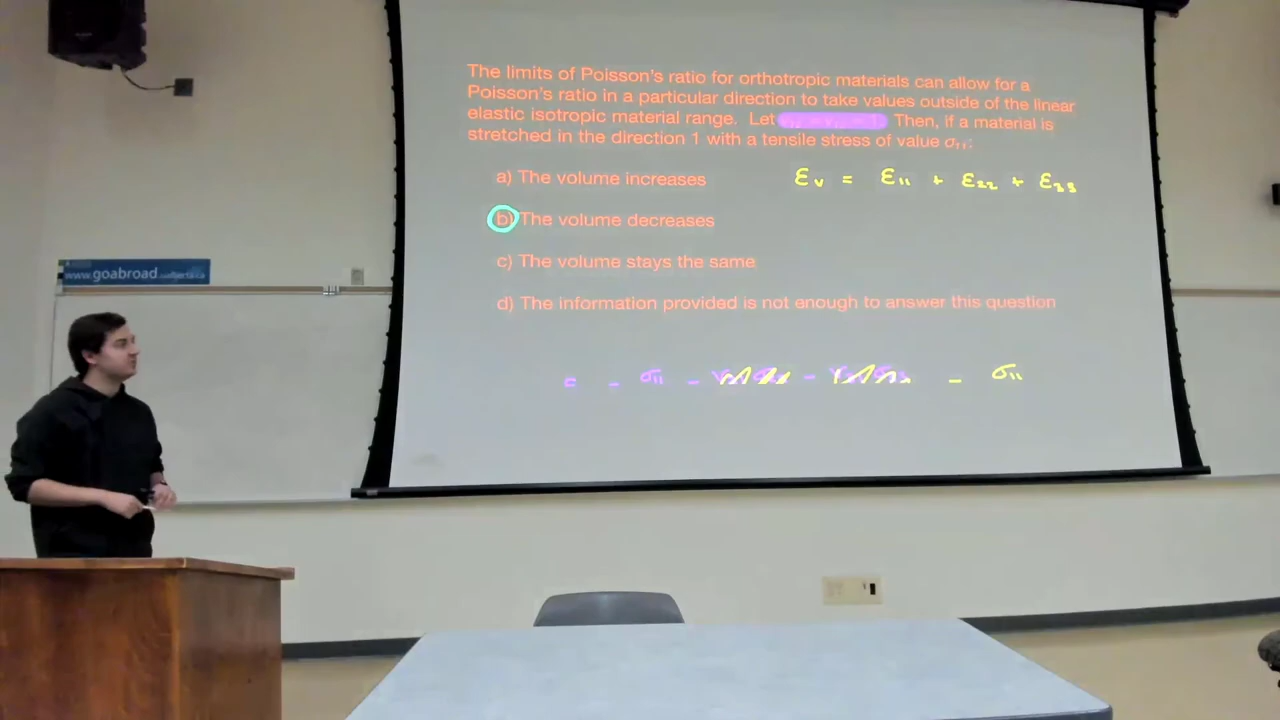 The limits of Poisson's ratio for orthotropic materials can allow for a
Poisson's ratio in a particular direction to take values outside of the linear
elastic isotropic material range. Let Then, if a material is
stretched in the direction 1 with a tensile stress of value σ₁₁:
a) The volume increases
εᵥ = ε₁₁ + ε₂₂ + ε₃₃
b) The volume decreases
c) The volume stays the same
d) The information provided is not enough to answer this question
= - σ₁₁ - - - σ₁₁
www.goabroad.